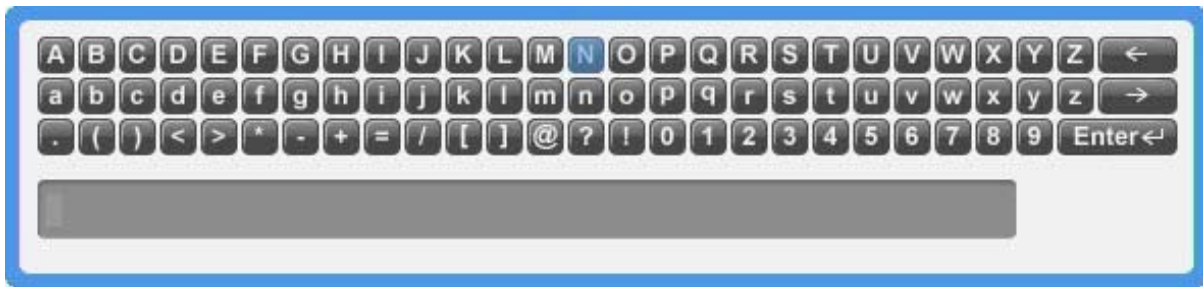 A B C D E F G H I J K L M N O P Q R S T U V W X Y Z ←
a b c d e f g h i j k l m n o p q r s t u v w x y z →
. ( ) < > * - + = / [ ] @ ? ! 0 1 2 3 4 5 6 7 8 9 Enter↵